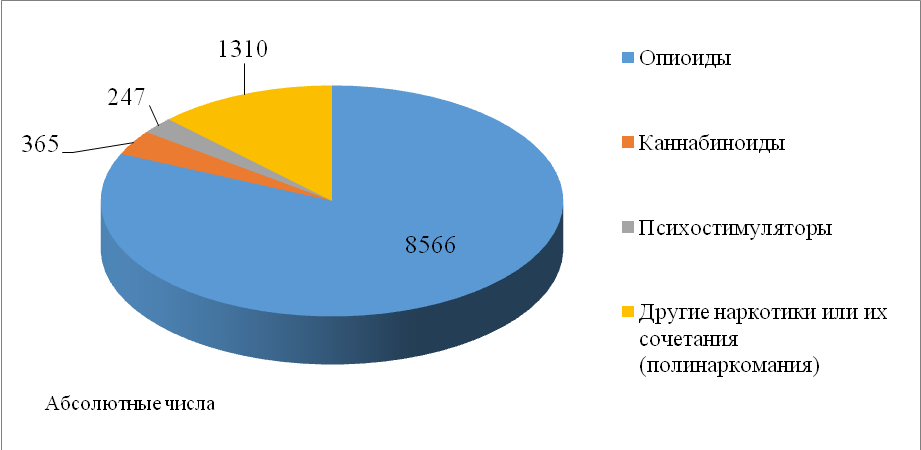 1310
247
365
8566
Опиоиды
Каннабиноиды
Психостимуляторы
Другие наркотики или их
сочетания
(полинаркомания)
Абсолютные числа